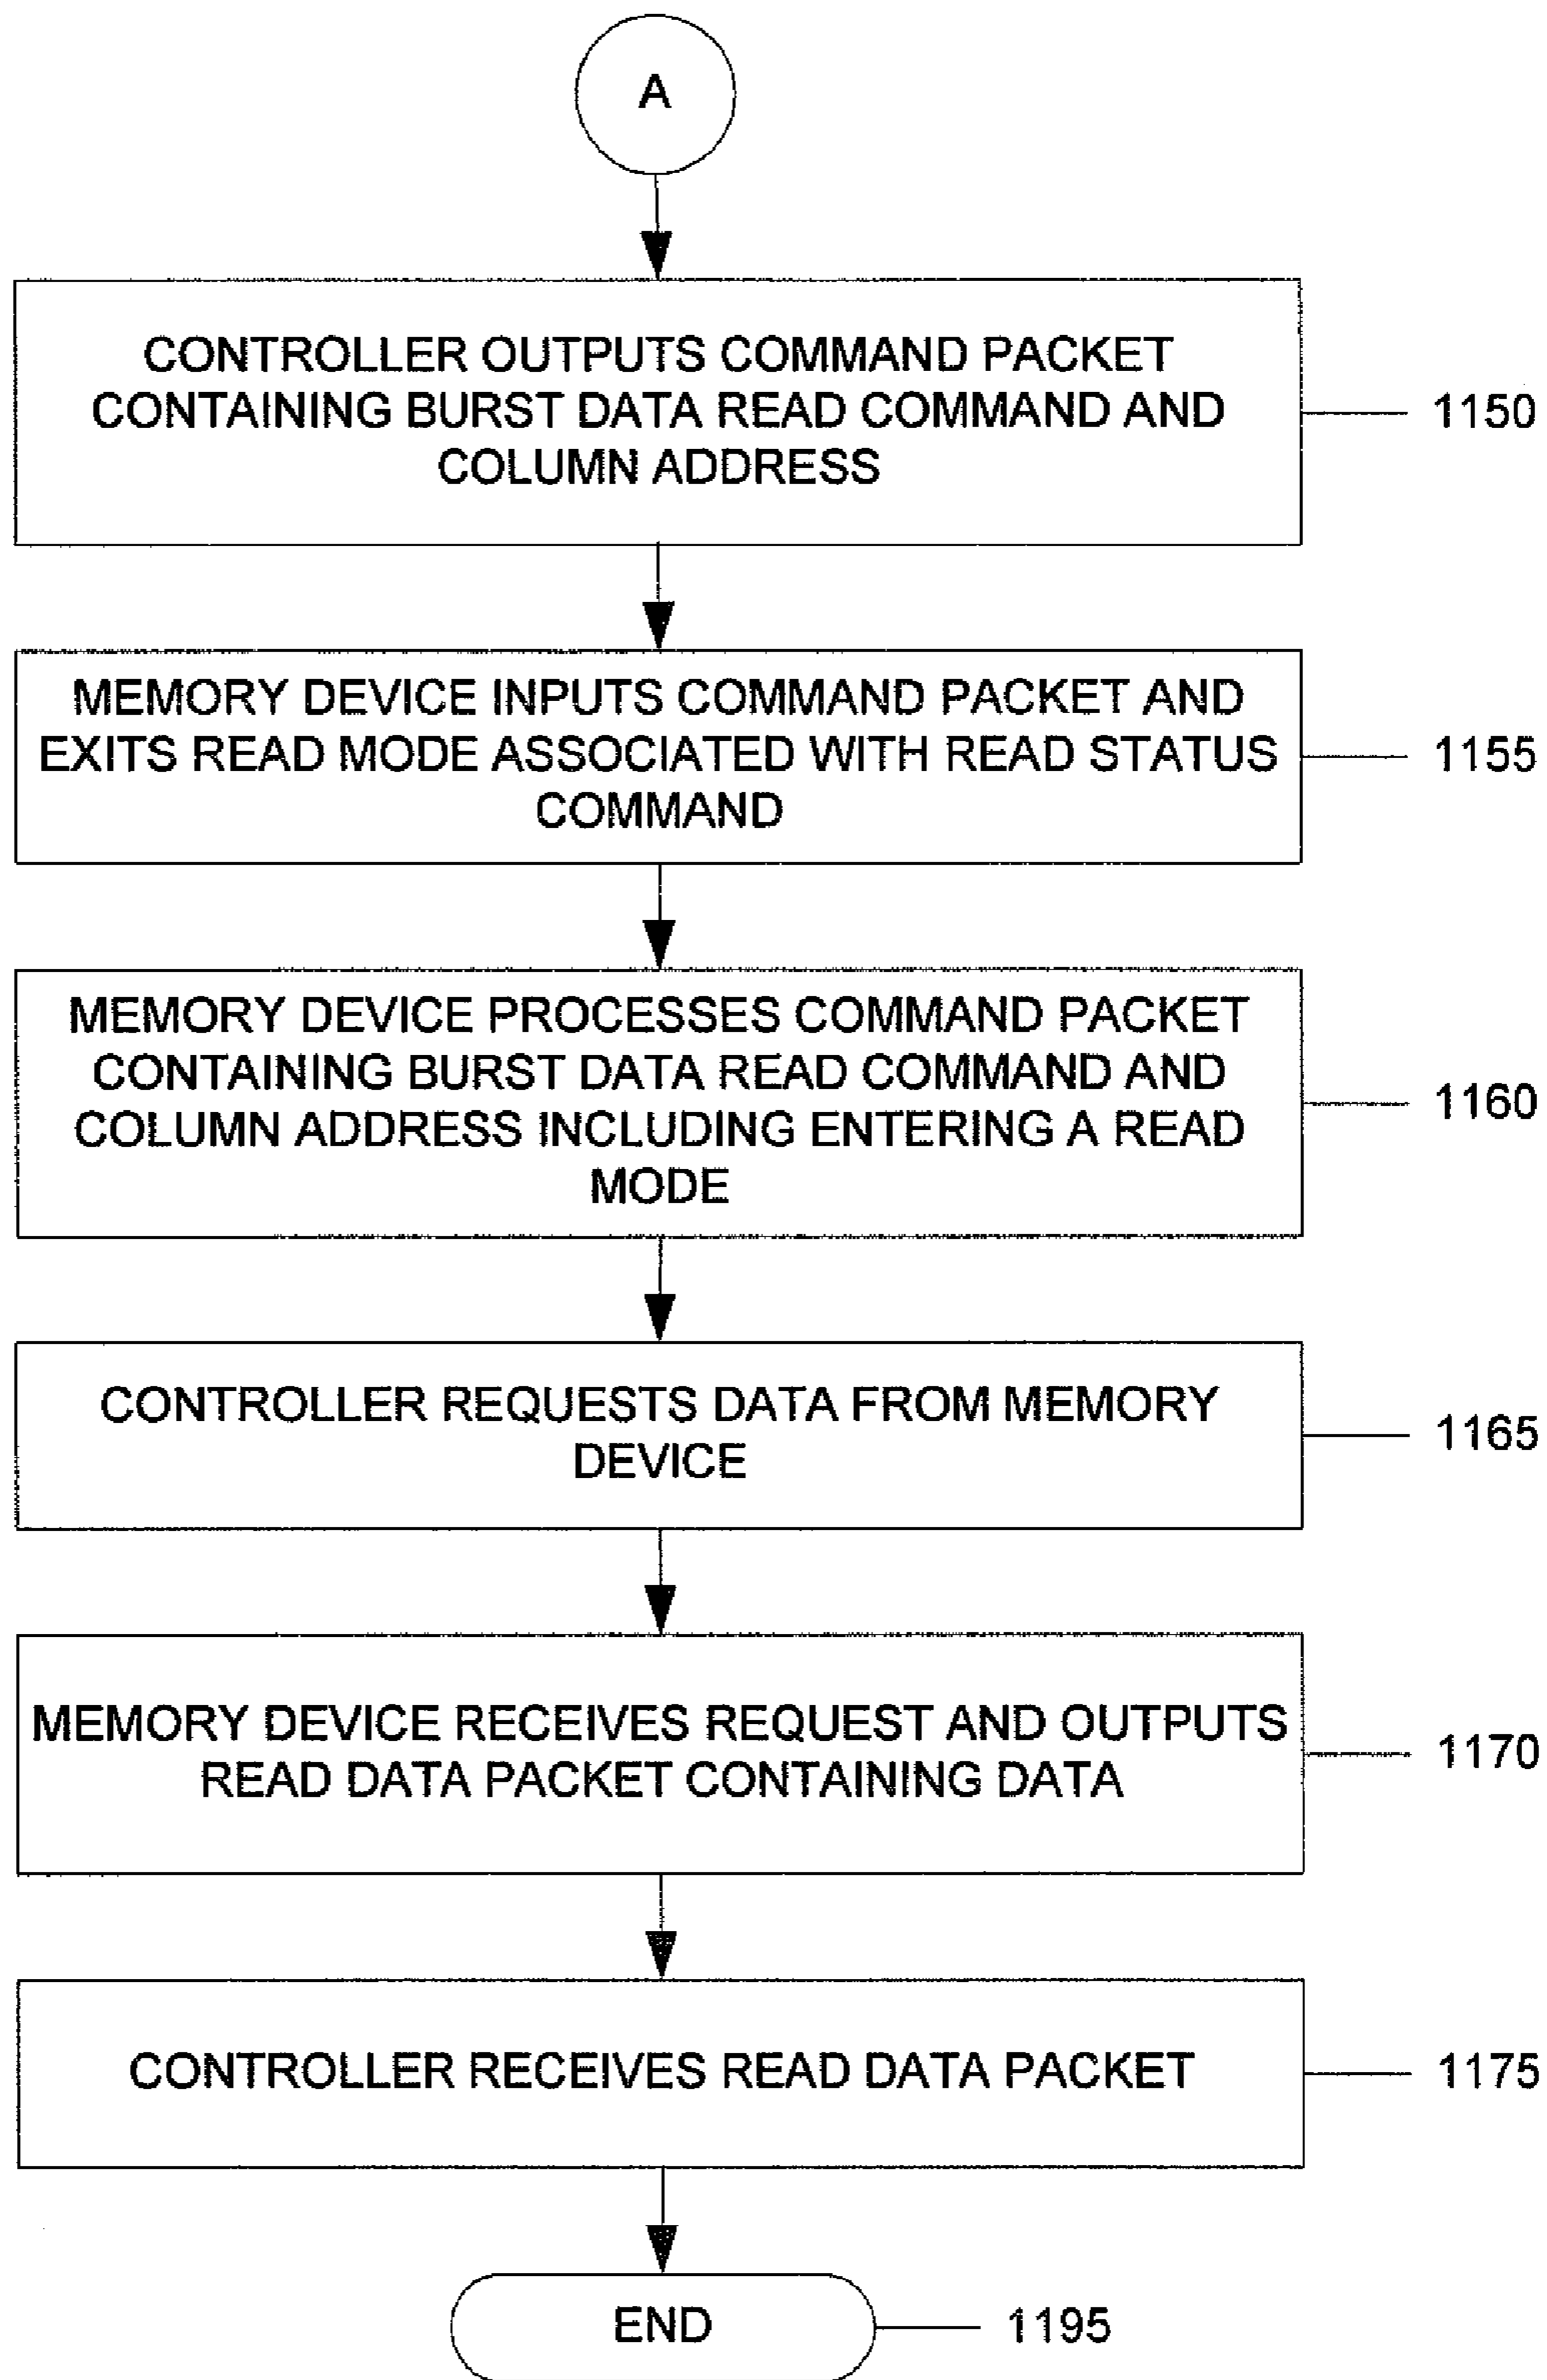 A
CONTROLLER OUTPUTS COMMAND PACKET
CONTAINING BURST DATA READ COMMAND AND
COLUMN ADDRESS
1150
MEMORY DEVICE INPUTS COMMAND PACKET AND
EXITS READ MODE ASSOCIATED WITH READ STATUS
COMMAND
1155
MEMORY DEVICE PROCESSES COMMAND PACKET
CONTAINING BURST DATA READ COMMAND AND
COLUMN ADDRESS INCLUDING ENTERING A READ
MODE
1160
CONTROLLER REQUESTS DATA FROM MEMORY
DEVICE
1165
MEMORY DEVICE RECEIVES REQUEST AND OUTPUTS
READ DATA PACKET CONTAINING DATA
1170
CONTROLLER RECEIVES READ DATA PACKET
1175
END
1195